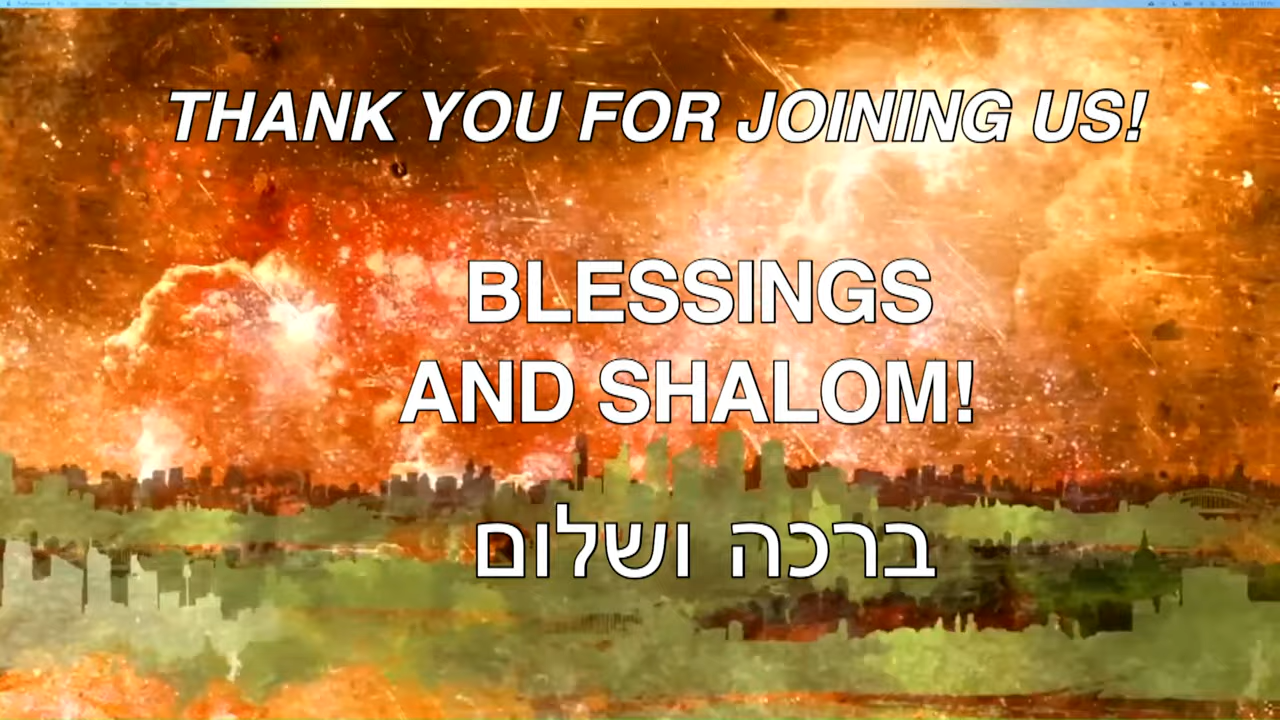 THANK YOU FOR JOINING US!
BLESSINGS
AND SHALOM!
ברכה ושלום